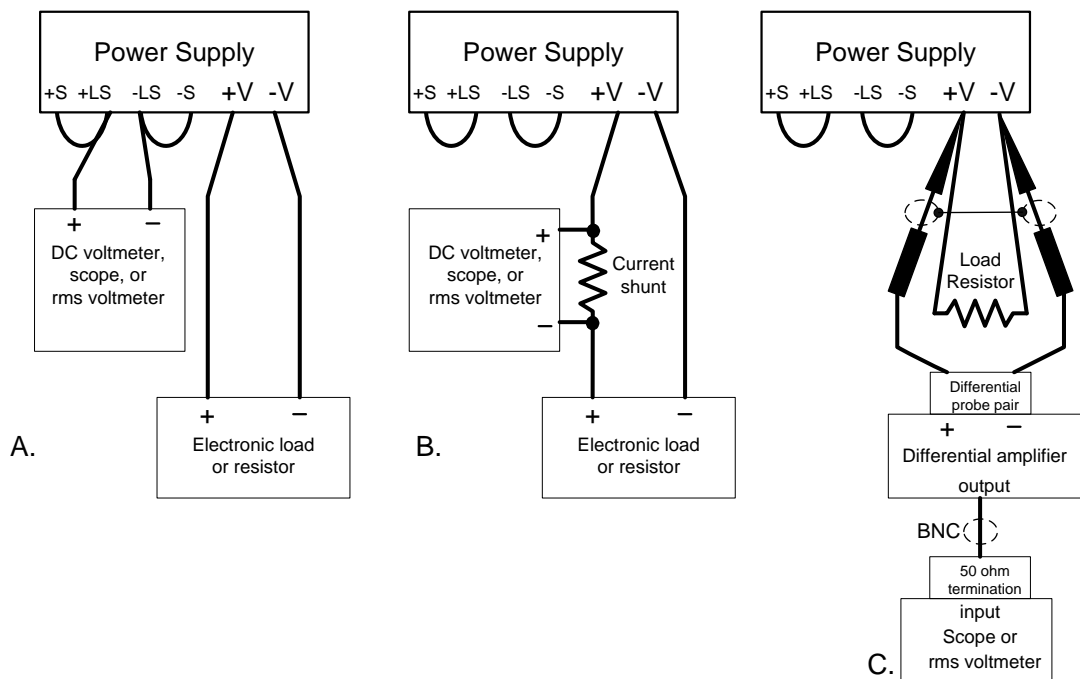 Power Supply
+S +LS -LS -S +V -V
+ −
DC voltmeter,
scope, or
rms voltmeter
+ −
Electronic load
or resistor
A.
Power Supply
+S +LS -LS -S +V -V
+
DC voltmeter,
scope, or
rms voltmeter
−
Current
shunt
+ −
Electronic load
or resistor
B.
Power Supply
+S +LS -LS -S +V -V
Load
Resistor
Differential
probe pair
+ −
Differential amplifier
output
BNC
50 ohm
termination
input
Scope or
rms voltmeter
C.